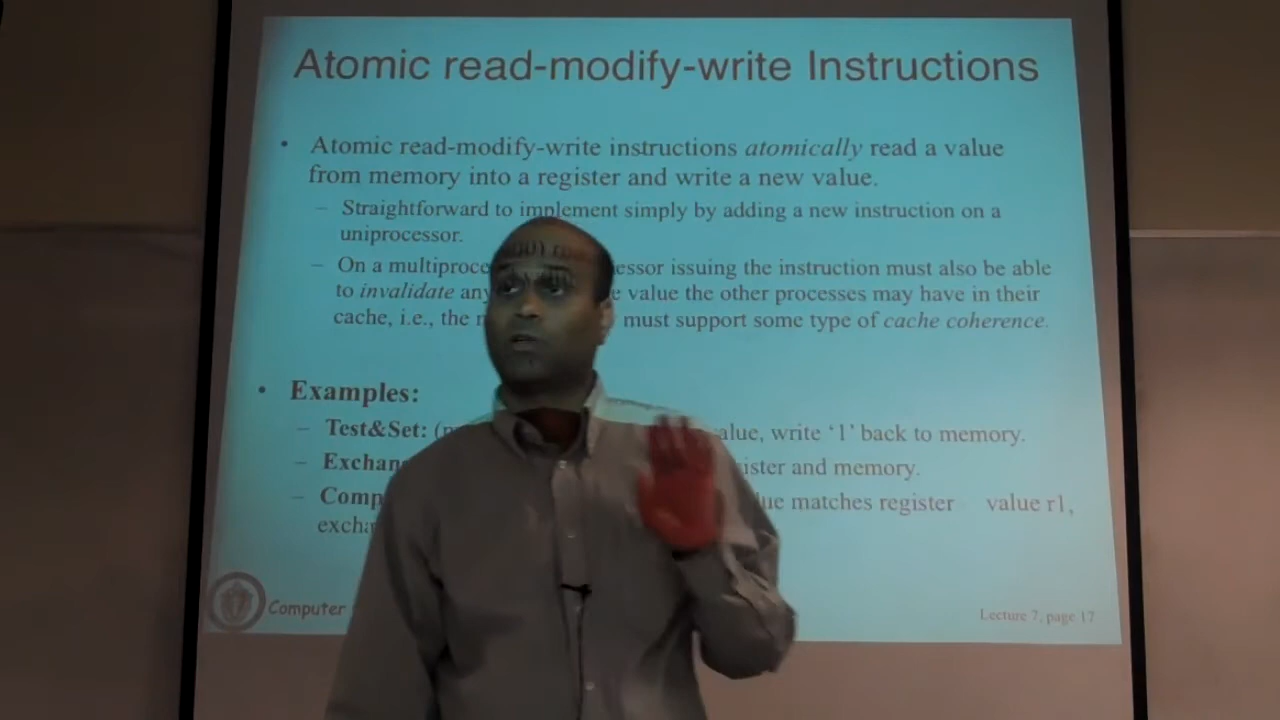 Atomic read-modify-write Instructions
• Atomic read-modify-write instructions atomically read a value
from memory into a register and write a new value.
– Straightforward to implement simply by adding a new instruction on a
uniprocessor.
– On a multiproce essor issuing the instruction must also be able
to invalidate any value the other processes may have in their
cache, i.e., the must support some type of cache coherence.
• Examples:
– Test&Set: alue, write '1' back to memory.
– Exchan ister and memory.
– Comp lue matches register value r1,
excha
Computer
Lecture 7, page 17